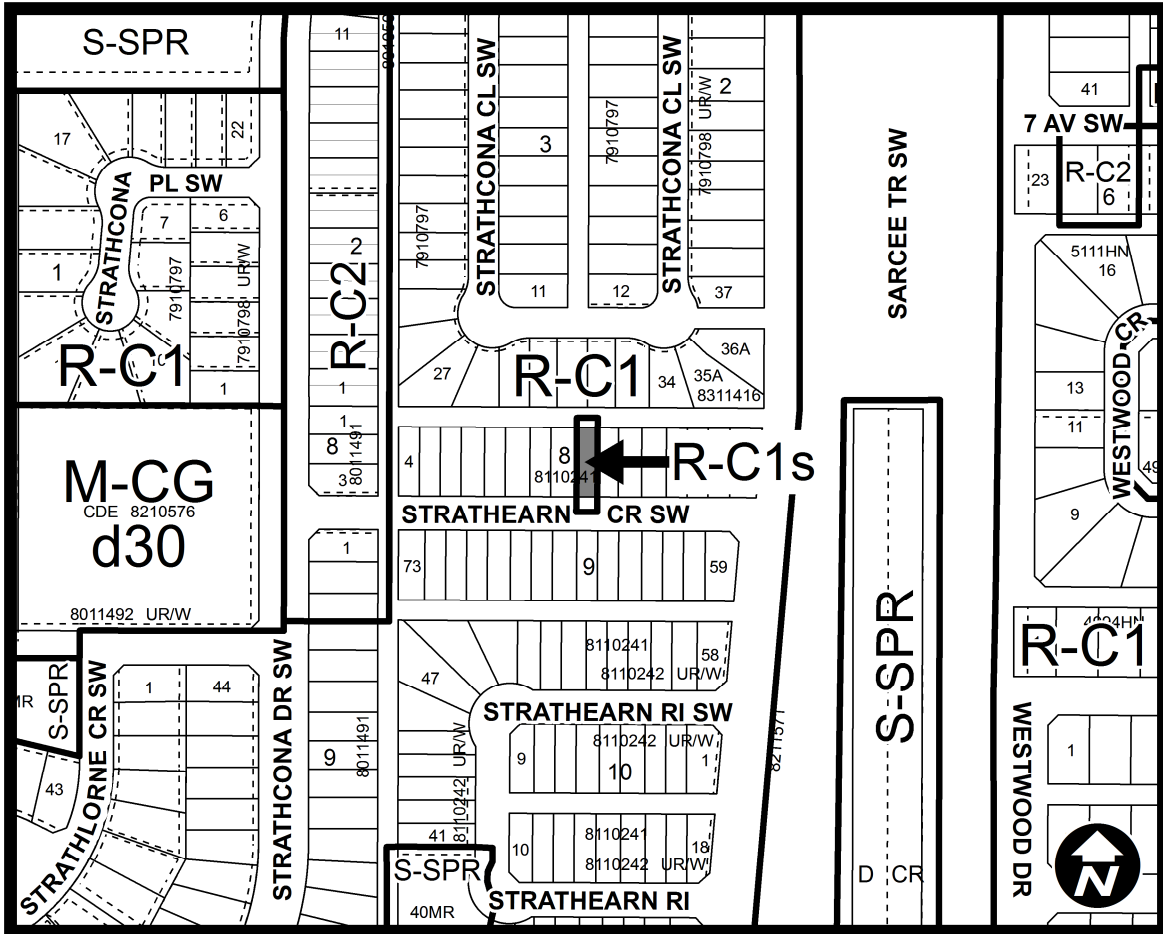 S-SPR
11
STRATHCONA CL SW
STRATHCONA CL SW
2
7910798 UR/W
41
7 AV SW
17
22
3
7910797
SARCEE TR SW
PL SW
STRATHCONA
7
6
23
R-C2
6
1
7910797
7910798 UR/W
2
R-C2
7910797
11
12
37
5111HN
16
WESTWOOD CR
R-C1
1
1
27
R-C1
34
35A
36A
8311416
13
11
49
9
M-CG
CDE 8210576
d30
8011492 UR/W
1
8
8011491
3
4
8
8110241
R-C1s
STRATHEARN CR SW
1
73
9
59
S-SPR
R-C1
S-SPR
STRATHLORNE CR SW
1
44
STRATHCONA DR SW
47
8110241
8110242 UR/W
58
STRATHEARN RI SW
43
9
8011491
8110242 UR/W
9
8110242 UR/W
10
1
8211571
WESTWOOD DR
1
41
10
8110241
8110242 UR/W
18
S-SPR
40MR
STRATHEARN RI
D CR
N